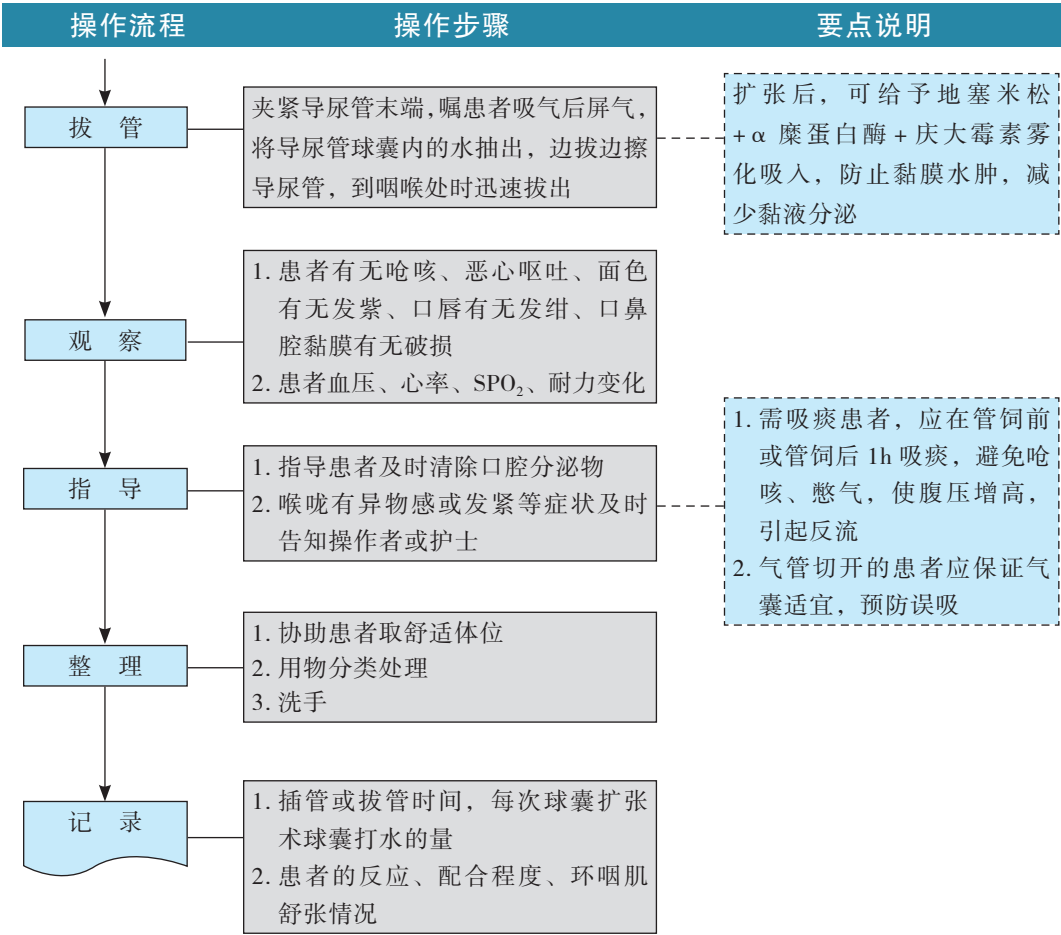 操作流程 操作步骤 要点说明
拔 管
夹紧导尿管末端，嘱患者吸气后屏气，
将导尿管球囊内的水抽出，边拔边擦
导尿管，到咽喉处时迅速拔出
扩张后，可给予地塞米松
+α 糜蛋白酶 + 庆大霉素雾
化吸入，防止黏膜水肿，减
少黏液分泌
观 察
1. 患者有无呛咳、恶心呕吐、面色
有无发紫、口唇有无发绀、口鼻
腔黏膜有无破损
2. 患者血压、心率、SPO₂、耐力变化
指 导
1. 指导患者及时清除口腔分泌物
2. 喉咙有异物感或发紧等症状及时
告知操作者或护士
1. 需吸痰患者，应在管饲前
或管饲后 1h 吸痰，避免呛
咳、憋气，使腹压增高，
引起反流
2. 气管切开的患者应保证气
囊适宜，预防误吸
整 理
1. 协助患者取舒适体位
2. 用物分类处理
3. 洗手
记 录
1. 插管或拔管时间，每次球囊扩张
术球囊打水的量
2. 患者的反应、配合程度、环咽肌
舒张情况